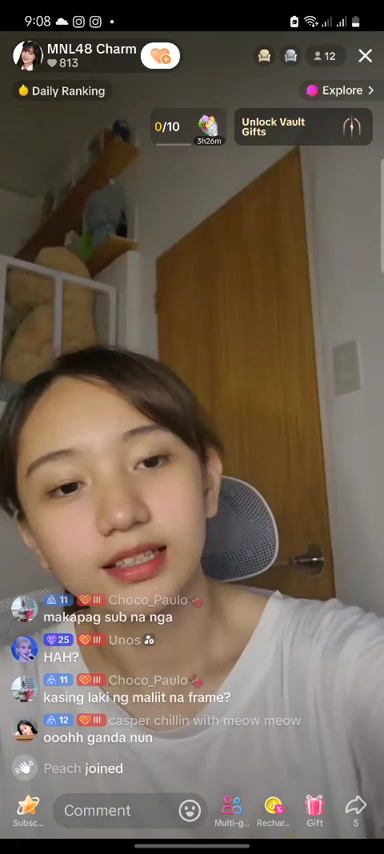 9:08
MNL48 Charm
813
12
Daily Ranking
Explore >
0/10
3h26m
Unlock Vault
Gifts
11 III Choco_Paulo
makapag sub na nga
25 III Unos
HAH?
11 III Choco_Paulo
kasing laki ng maliit na frame?
12 III casper chillin with meow meow
ooohh ganda nun
Peach joined
Comment
Subsc...
Multi-g...
Rechar...
Gift
5